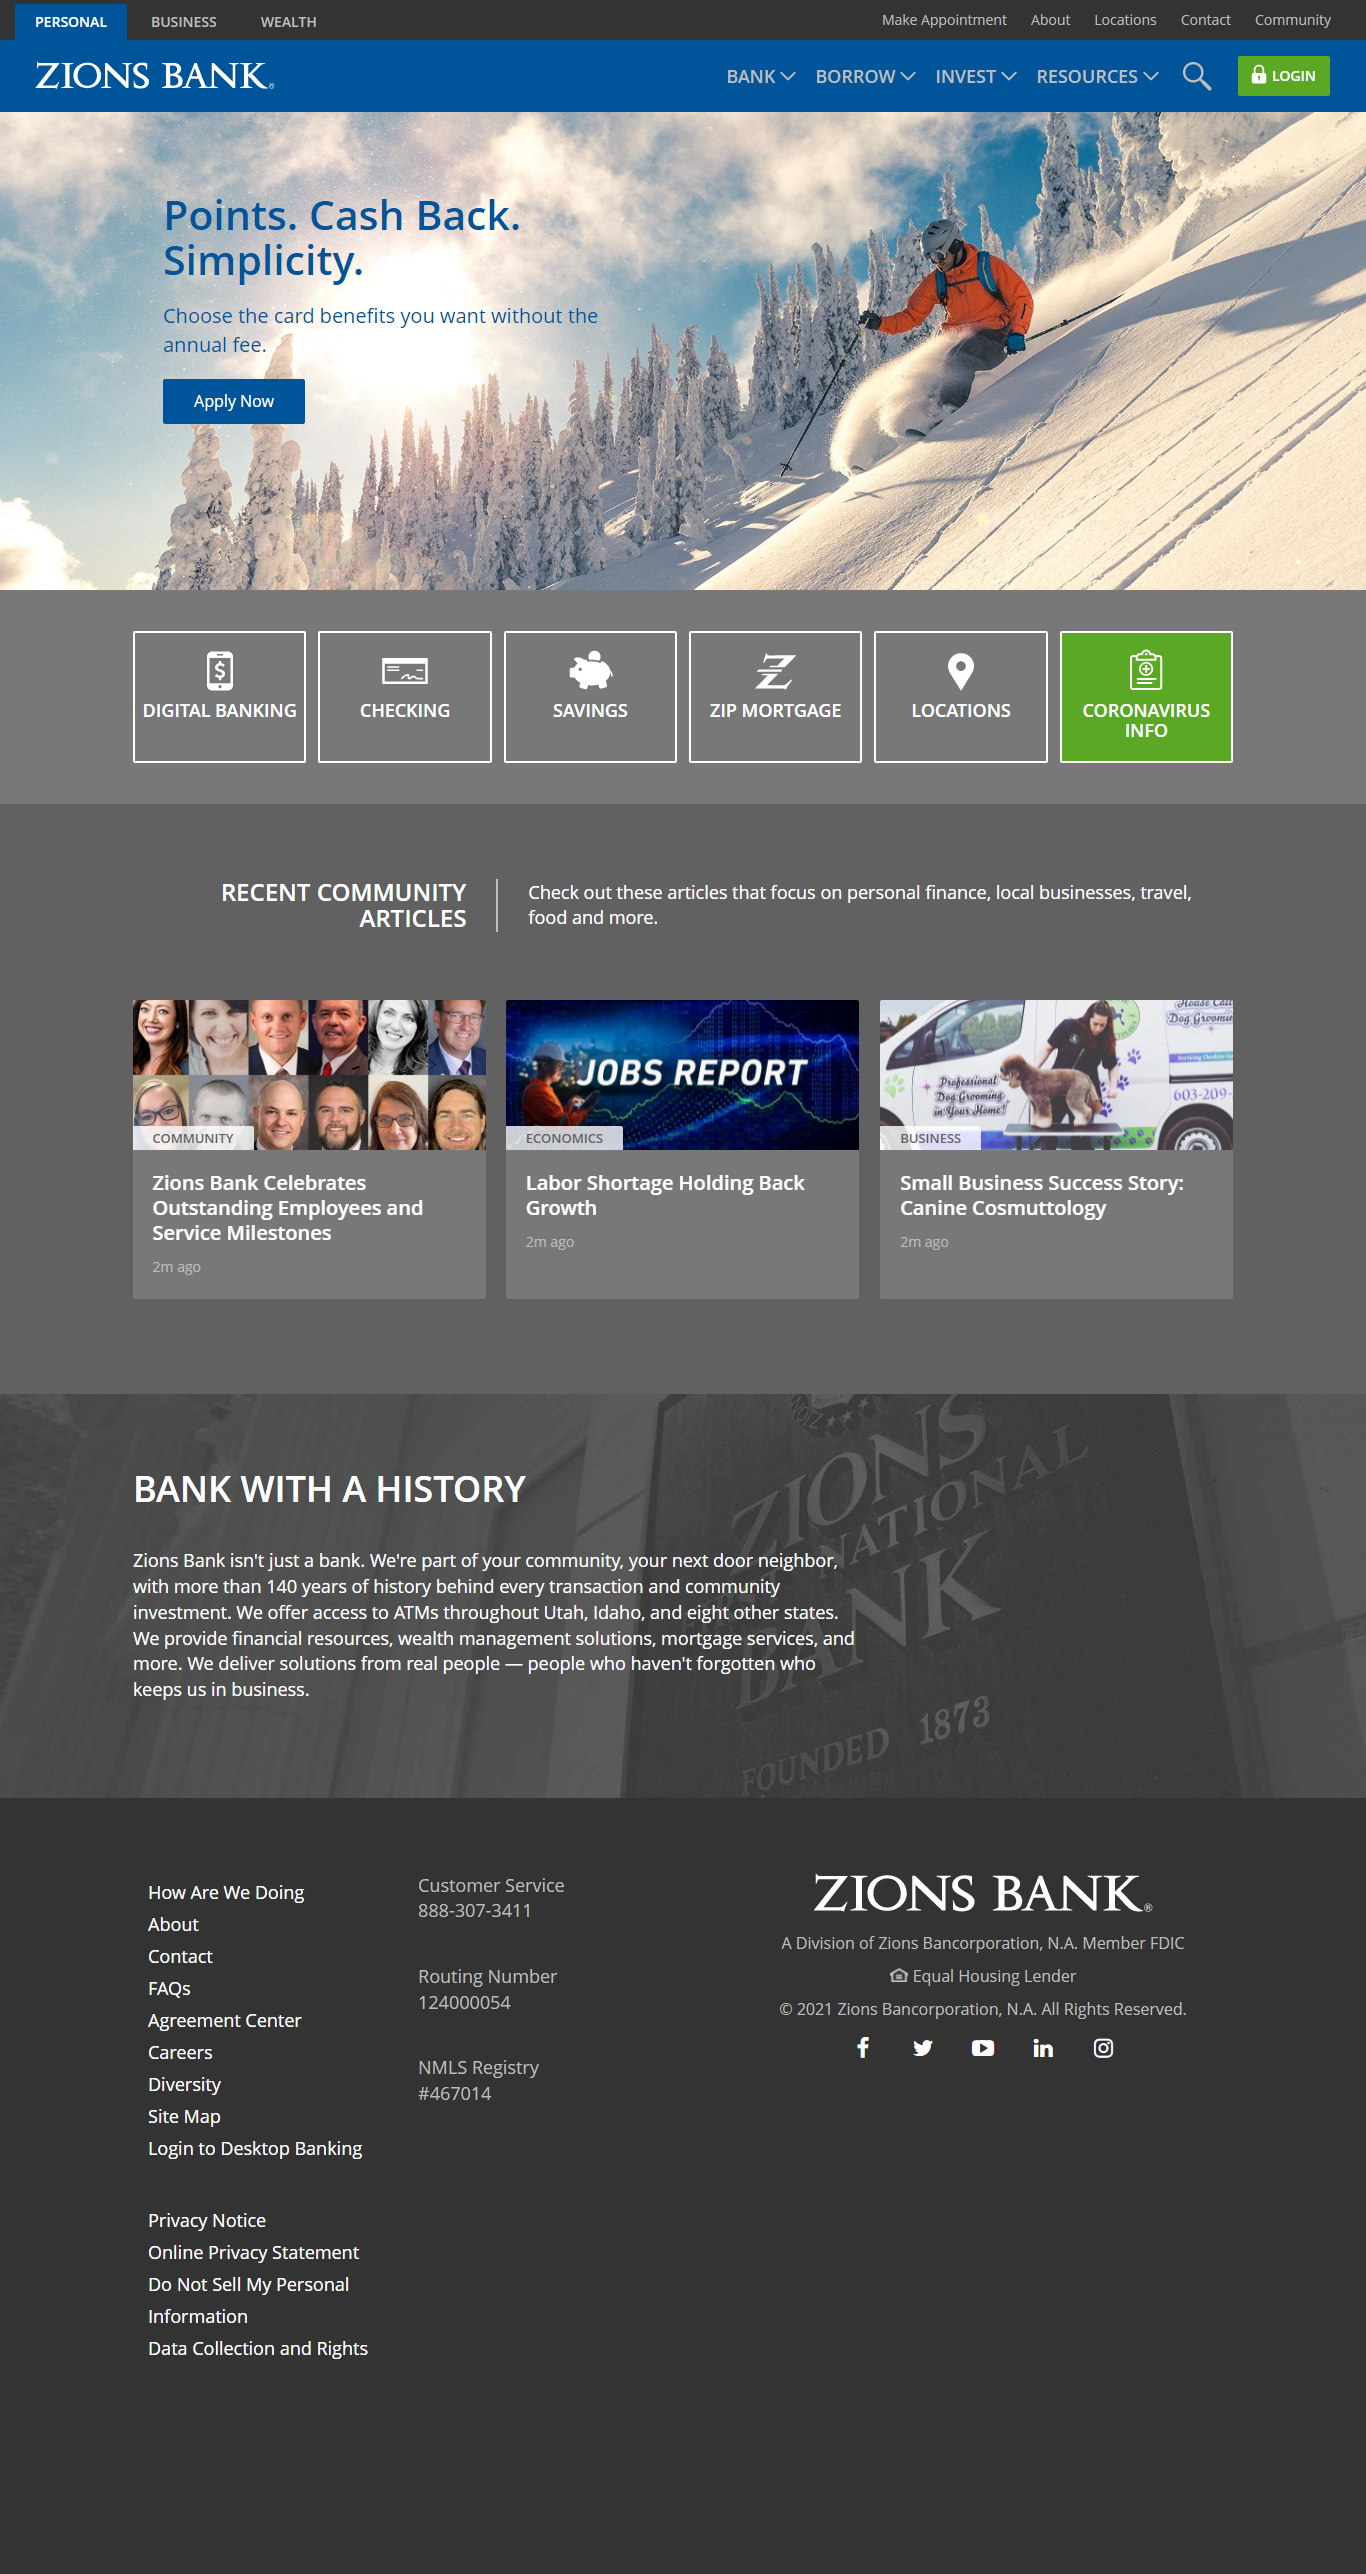 PERSONAL BUSINESS WEALTH Make Appointment About Locations Contact Community
ZIONS BANK® BANK BORROW INVEST RESOURCES LOGIN
Points. Cash Back.
Simplicity.
Choose the card benefits you want without the
annual fee.
Apply Now
DIGITAL BANKING
CHECKING
SAVINGS
ZIP MORTGAGE
LOCATIONS
CORONAVIRUS
INFO
RECENT COMMUNITY
ARTICLES
Check out these articles that focus on personal finance, local businesses, travel,
food and more.
COMMUNITY
Zions Bank Celebrates
Outstanding Employees and
Service Milestones
2m ago
JOBS REPORT
ECONOMICS
Labor Shortage Holding Back
Growth
2m ago
House Call
Dog Groomin
Professional
Dog Grooming
in Your Home!
603-209-
BUSINESS
Small Business Success Story:
Canine Cosmuttology
2m ago
ZIONS
NATIONAL
BANK
FOUNDED 1873
BANK WITH A HISTORY
Zions Bank isn't just a bank. We're part of your community, your next door neighbor,
with more than 140 years of history behind every transaction and community
investment. We offer access to ATMs throughout Utah, Idaho, and eight other states.
We provide financial resources, wealth management solutions, mortgage services, and
more. We deliver solutions from real people — people who haven't forgotten who
keeps us in business.
How Are We Doing
About
Contact
FAQs
Agreement Center
Careers
Diversity
Site Map
Login to Desktop Banking
Privacy Notice
Online Privacy Statement
Do Not Sell My Personal
Information
Data Collection and Rights
Customer Service
888-307-3411
Routing Number
124000054
NMLS Registry
#467014
ZIONS BANK®
A Division of Zions Bancorporation, N.A. Member FDIC
Equal Housing Lender
© 2021 Zions Bancorporation, N.A. All Rights Reserved.